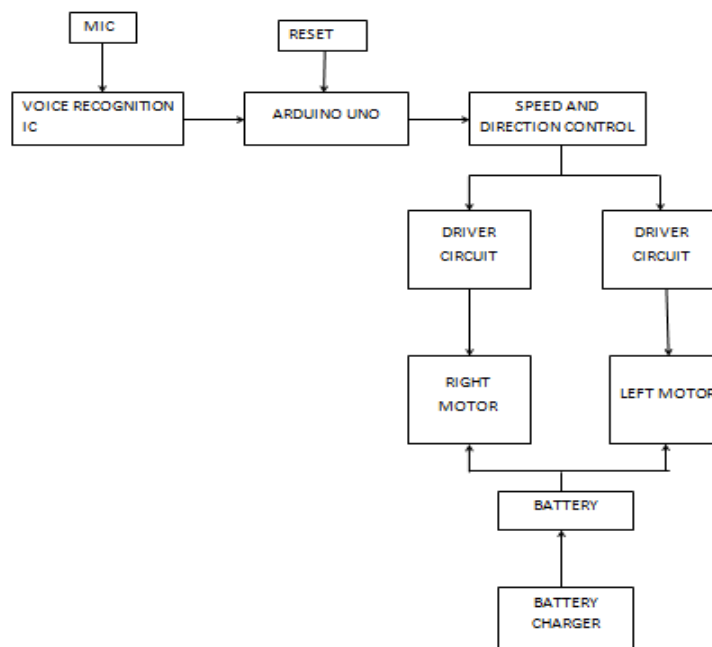 MIC
RESET
VOICE RECOGNITION
IC
ARDUINO UNO
SPEED AND
DIRECTION CONTROL
DRIVER
CIRCUIT
DRIVER
CIRCUIT
RIGHT
MOTOR
LEFT MOTOR
BATTERY
BATTERY
CHARGER